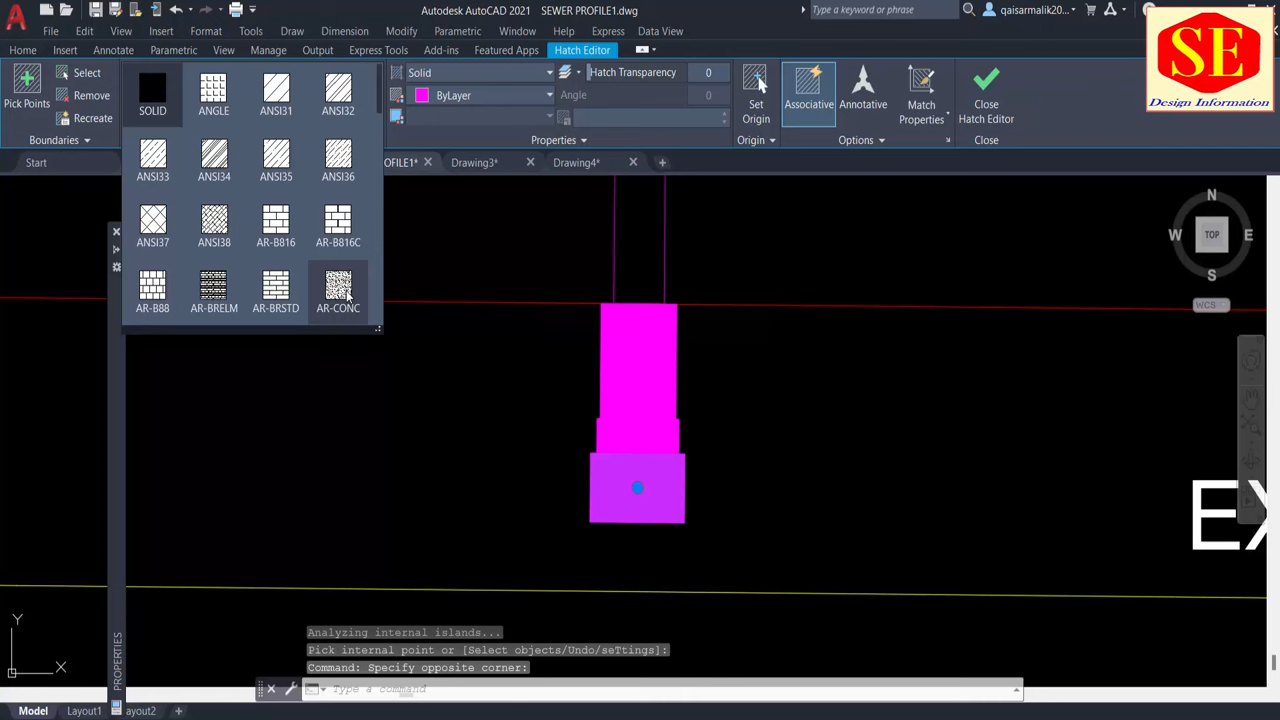 Autodesk AutoCAD 2021 SEWER PROFILE1.dwg
Type a keyword or phrase
qaisarmalik20...
File Edit View Insert Format Tools Draw Dimension Modify Parametric Window Help Express Data View
Home Insert Annotate Parametric View Manage Output Express Tools Add-ins Featured Apps Hatch Editor
SE
Design Information
Pick Points
Select
Remove
Recreate
Boundaries
SOLID ANGLE ANSI31 ANSI32
ANSI33 ANSI34 ANSI35 ANSI36
ANSI37 ANSI38 AR-B816 AR-B816C
AR-B88 AR-BRELM AR-BRSTD AR-CONC
Solid
Hatch Transparency 0
ByLayer
Angle 0
Properties
Set
Origin
Origin
Associative
Annotative
Match
Properties
Options
Close
Hatch Editor
Close
Start
OFILE1*
Drawing3*
Drawing4*
N
W TOP E
S
WCS
EX
Analyzing internal islands...
Pick internal point or [Select objects/Undo/seTtings]:
Command: Specify opposite corner:
Type a command
Y
X
PROPERTIES
Model Layout1 ayout2 +